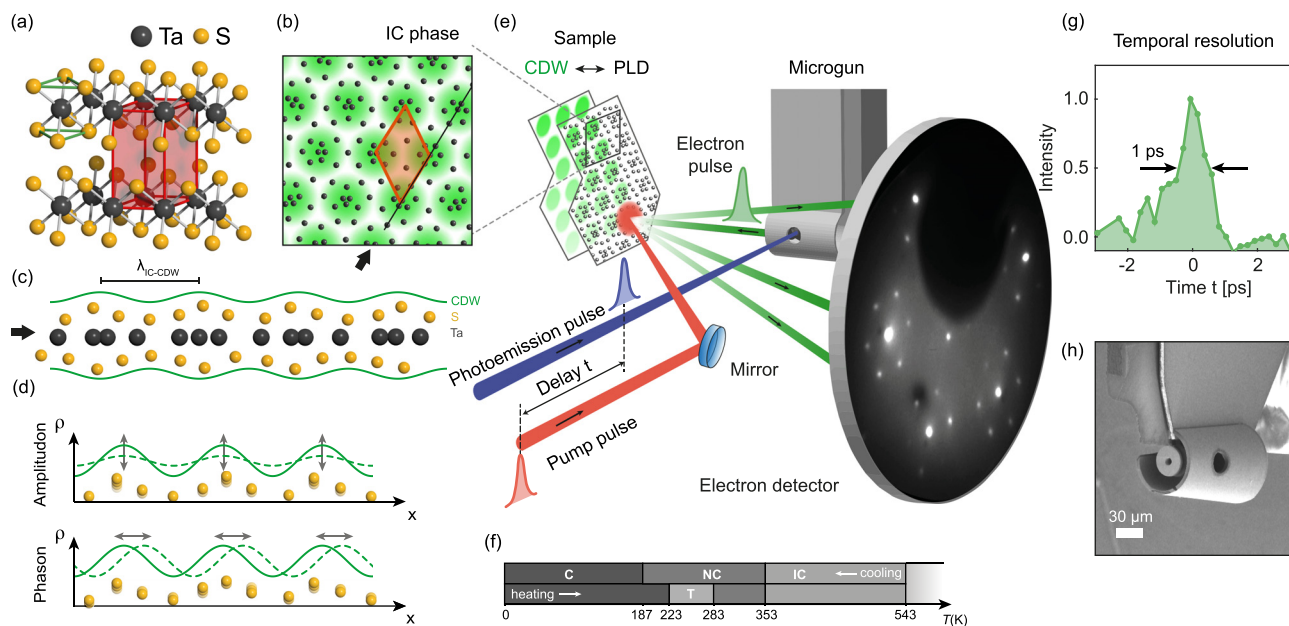 (a)
Ta
S
(b)
IC phase
(c)
λIC-CDW
CDW
S
Ta
(d)
ρ
Amplitudon
x
ρ
Phason
x
(e)
Sample
CDW ↔ PLD
Microgun
Electron
pulse
Photoemission pulse
Delay t
Pump pulse
Mirror
Electron detector
(f)
C
NC
IC
← cooling
heating →
T
0
187
223
283
353
543
T(K)
(g)
Temporal resolution
Intensity
1.0
0.5
0.0
1 ps
−2
0
2
Time t [ps]
(h)
30 µm